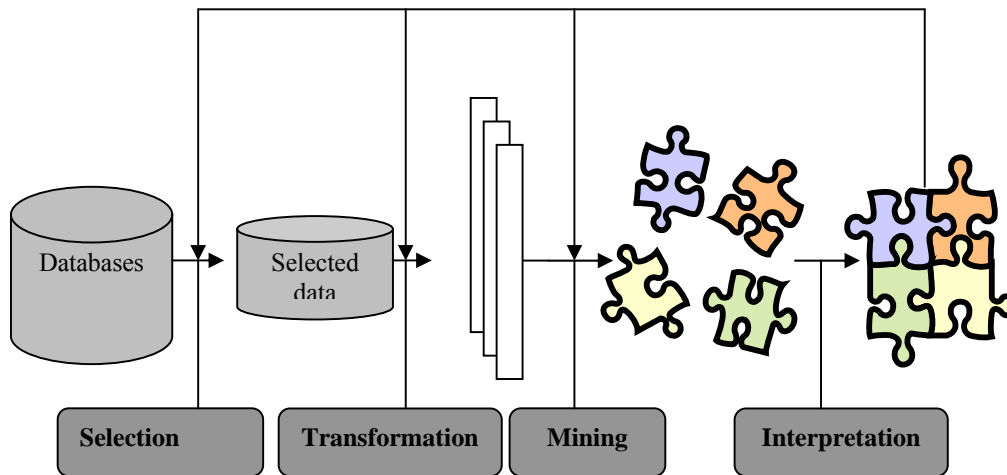 Databases
Selected
data
Selection
Transformation
Mining
Interpretation